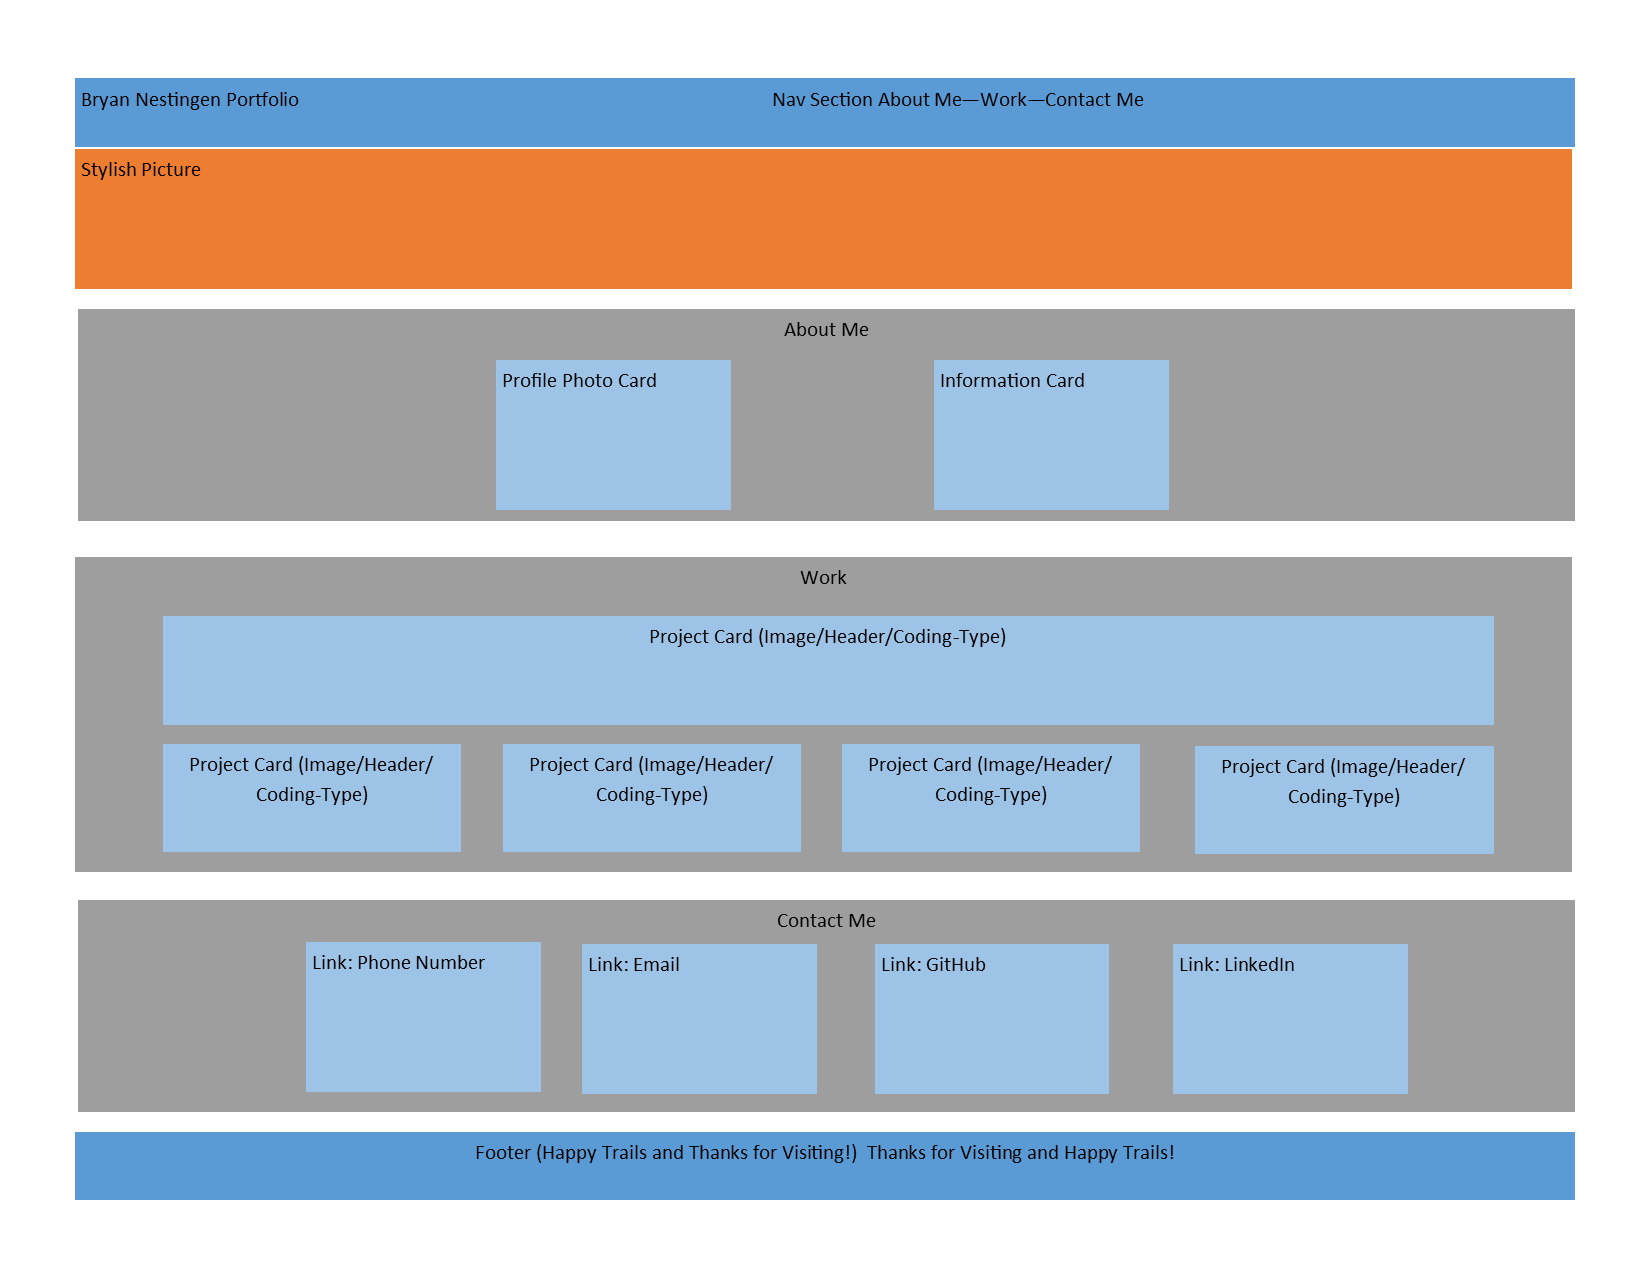 Bryan Nestingen Portfolio
Nav Section About Me—Work—Contact Me
Stylish Picture
About Me
Profile Photo Card
Information Card
Work
Project Card (Image/Header/Coding-Type)
Project Card (Image/Header/
Coding-Type)
Project Card (Image/Header/
Coding-Type)
Project Card (Image/Header/
Coding-Type)
Project Card (Image/Header/
Coding-Type)
Contact Me
Link: Phone Number
Link: Email
Link: GitHub
Link: LinkedIn
Footer (Happy Trails and Thanks for Visiting!)  Thanks for Visiting and Happy Trails!